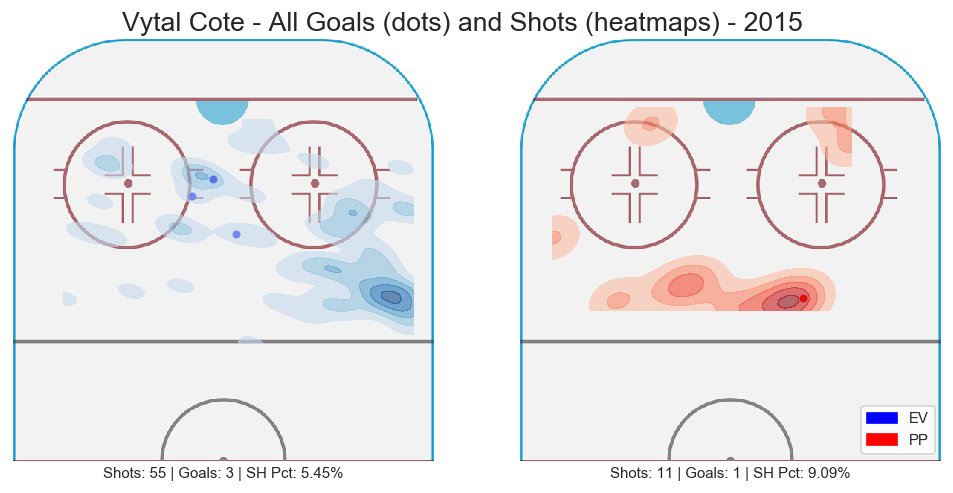 Vytal Cote - All Goals (dots) and Shots (heatmaps) - 2015
EV
PP
Shots: 55 | Goals: 3 | SH Pct: 5.45%
Shots: 11 | Goals: 1 | SH Pct: 9.09%